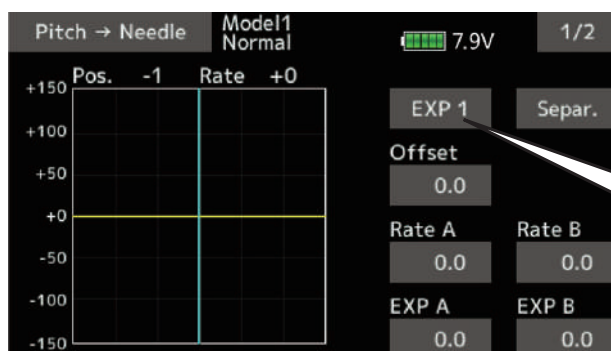 Pitch → Needle Model1 Normal 7.9V 1/2
Pos. -1 Rate +0
+150
+100
+50
+0
-50
-100
-150
EXP 1 Separ.
Offset
0.0
Rate A Rate B
0.0 0.0
EXP A EXP B
0.0 0.0